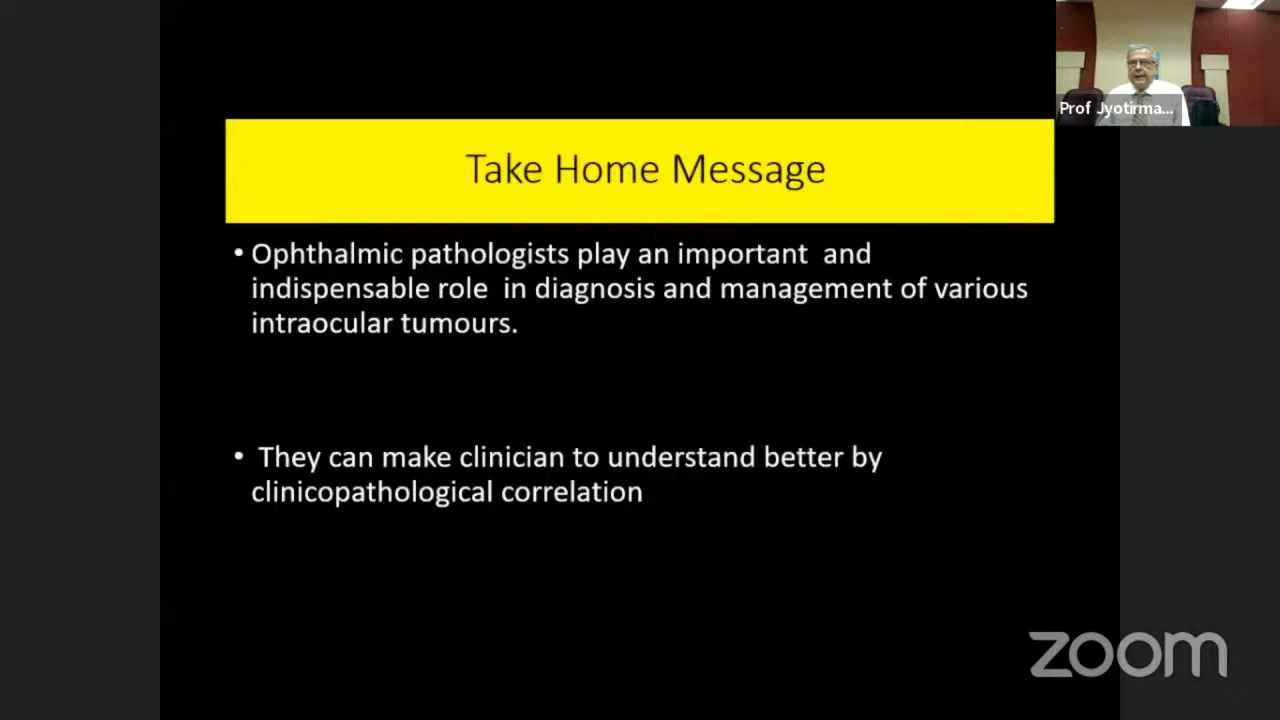 Prof Jyotirma...
Take Home Message
• Ophthalmic pathologists play an important and
indispensable role in diagnosis and management of various
intraocular tumours.
• They can make clinician to understand better by
clinicopathological correlation
zoom